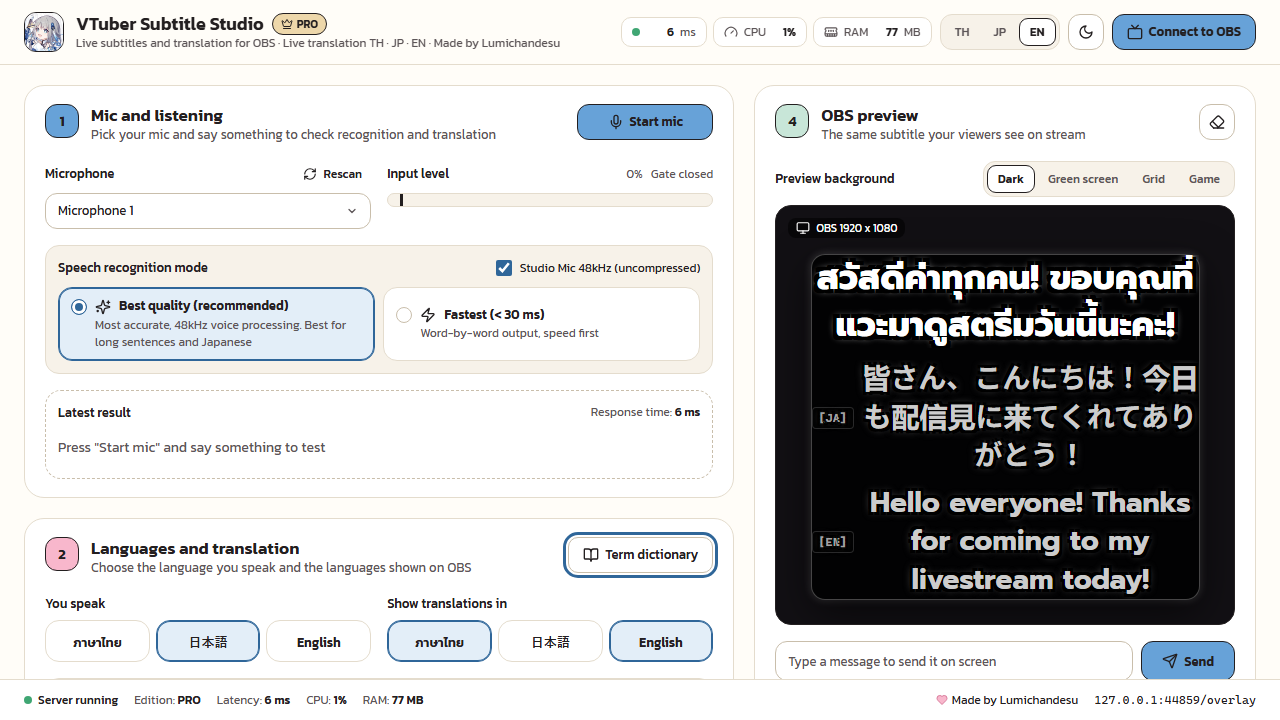 VTuber Subtitle Studio PRO
Live subtitles and translation for OBS · Live translation TH · JP · EN · Made by Lumichandesu
6 ms
CPU 1%
RAM 77 MB
TH JP EN
Connect to OBS
1
Mic and listening
Pick your mic and say something to check recognition and translation
Start mic
Microphone
Rescan
Microphone 1
Input level
0% Gate closed
Speech recognition mode
Studio Mic 48kHz (uncompressed)
Best quality (recommended)
Most accurate, 48kHz voice processing. Best for
long sentences and Japanese
Fastest (< 30 ms)
Word-by-word output, speed first
Latest result
Response time: 6 ms
Press "Start mic" and say something to test
2
Languages and translation
Choose the language you speak and the languages shown on OBS
Term dictionary
You speak
ภาษาไทย 日本語 English
Show translations in
ภาษาไทย 日本語 English
4
OBS preview
The same subtitle your viewers see on stream
Preview background
Dark Green screen Grid Game
OBS 1920 x 1080
สวัสดีค่าทุกคน! ขอบคุณที่
แวะมาดูสตรีมวันนี้นะคะ!
[JA]
皆さん、こんにちは！今日
も配信見に来てくれてあり
がとう！
[EN]
Hello everyone! Thanks
for coming to my
livestream today!
Type a message to send it on screen
Send
Server running
Edition: PRO
Latency: 6 ms
CPU: 1%
RAM: 77 MB
Made by Lumichandesu
127.0.0.1:44859/overlay